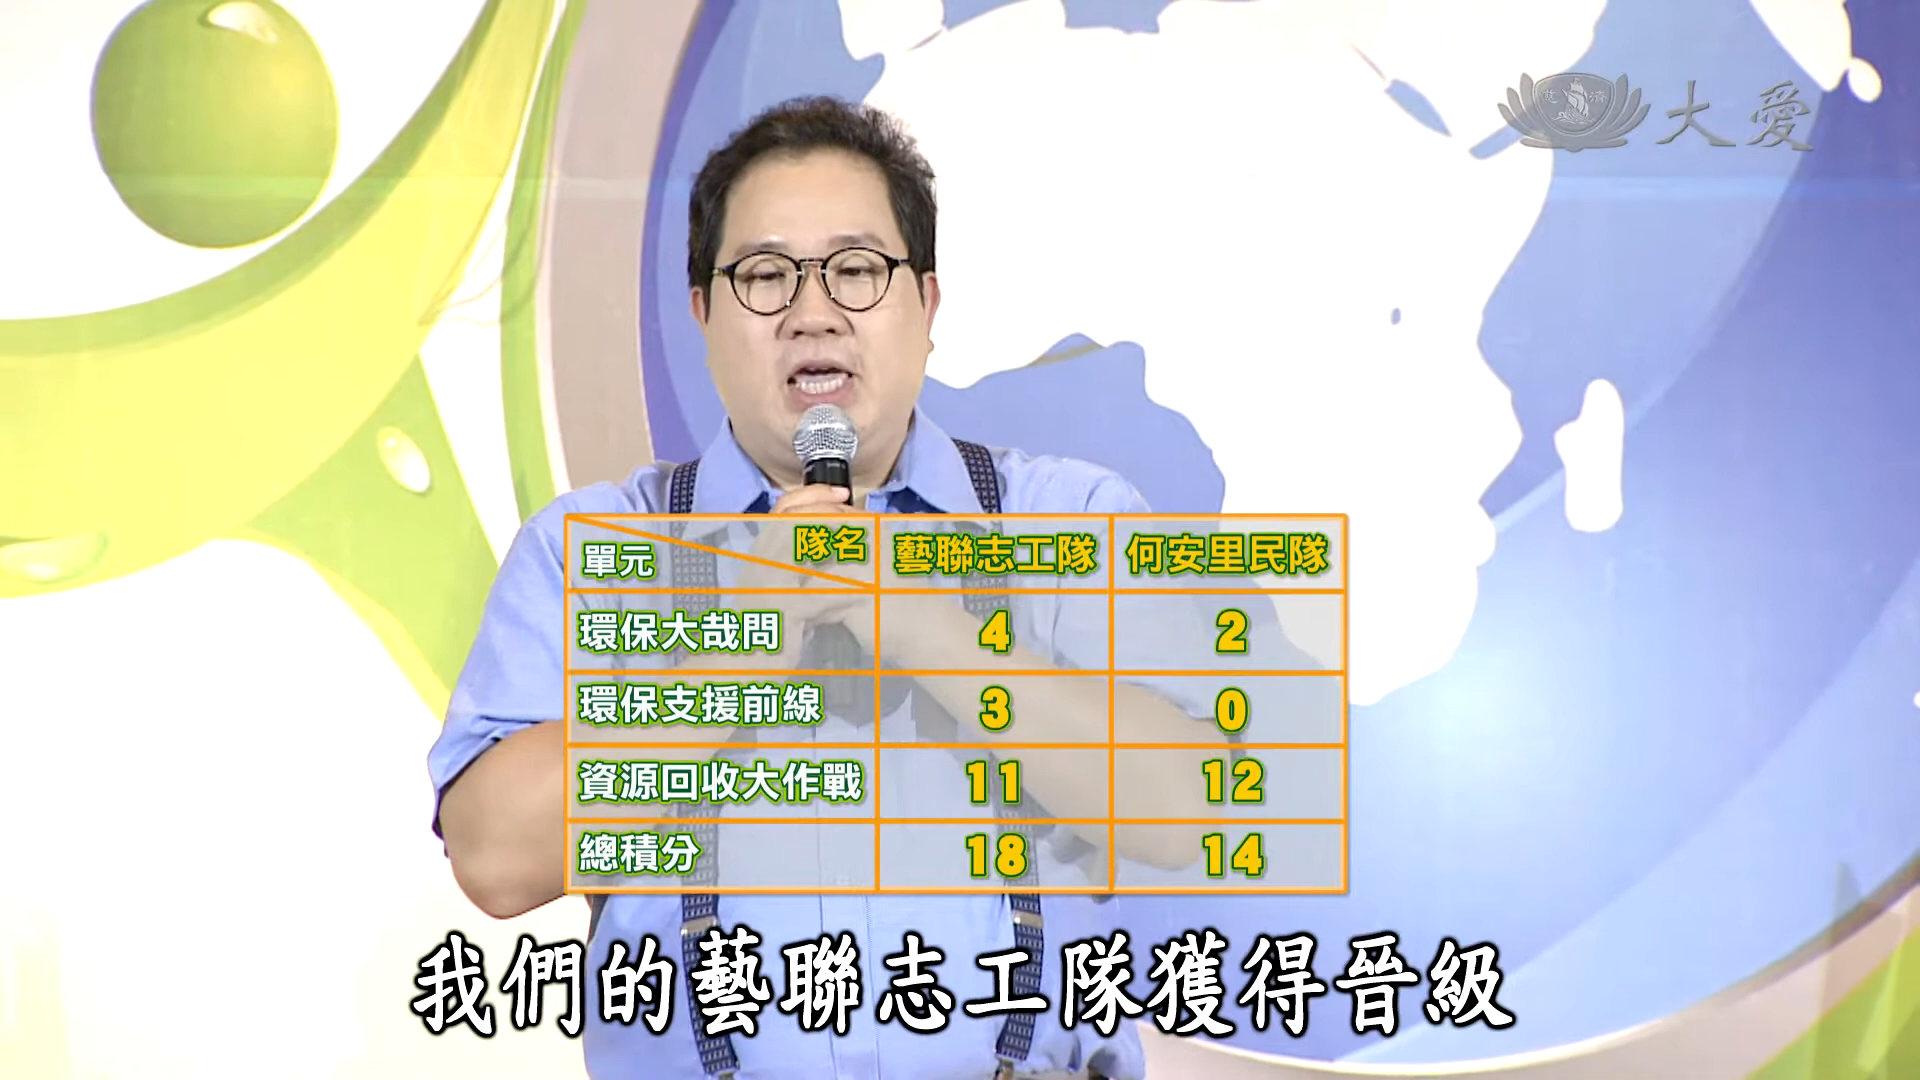 大愛
慈濟
單元 隊名 藝聯志工隊 何安里民隊
環保大哉問 4 2
環保支援前線 3 0
資源回收大作戰 11 12
總積分 18 14
我們的藝聯志工隊獲得晉級